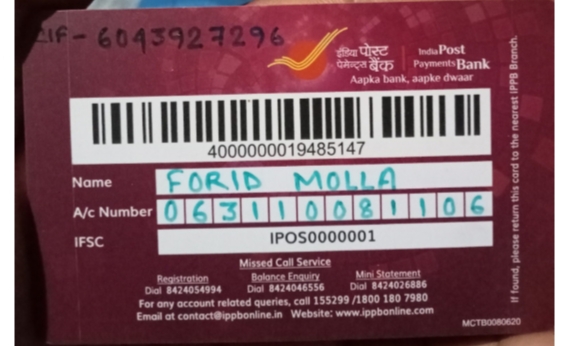 CIF - 6043927296
इंडिया पोस्ट
पेमेन्ट्स बैंक
India Post
Payments Bank
Aapka bank, aapke dwaar
4000000019485147
Name FORID MOLLA
A/c Number 063110081106
IFSC IPOS0000001
Missed Call Service
Registration Balance Enquiry Mini Statement
Dial 8424054994 Dial 8424046556 Dial 8424026886
For any account related queries, call 155299 /1800 180 7980
Email at contact@ippbonline.in Website: www.ippbonline.com
MCTB0080620
If found, please return this card to the nearest IPPB Branch.